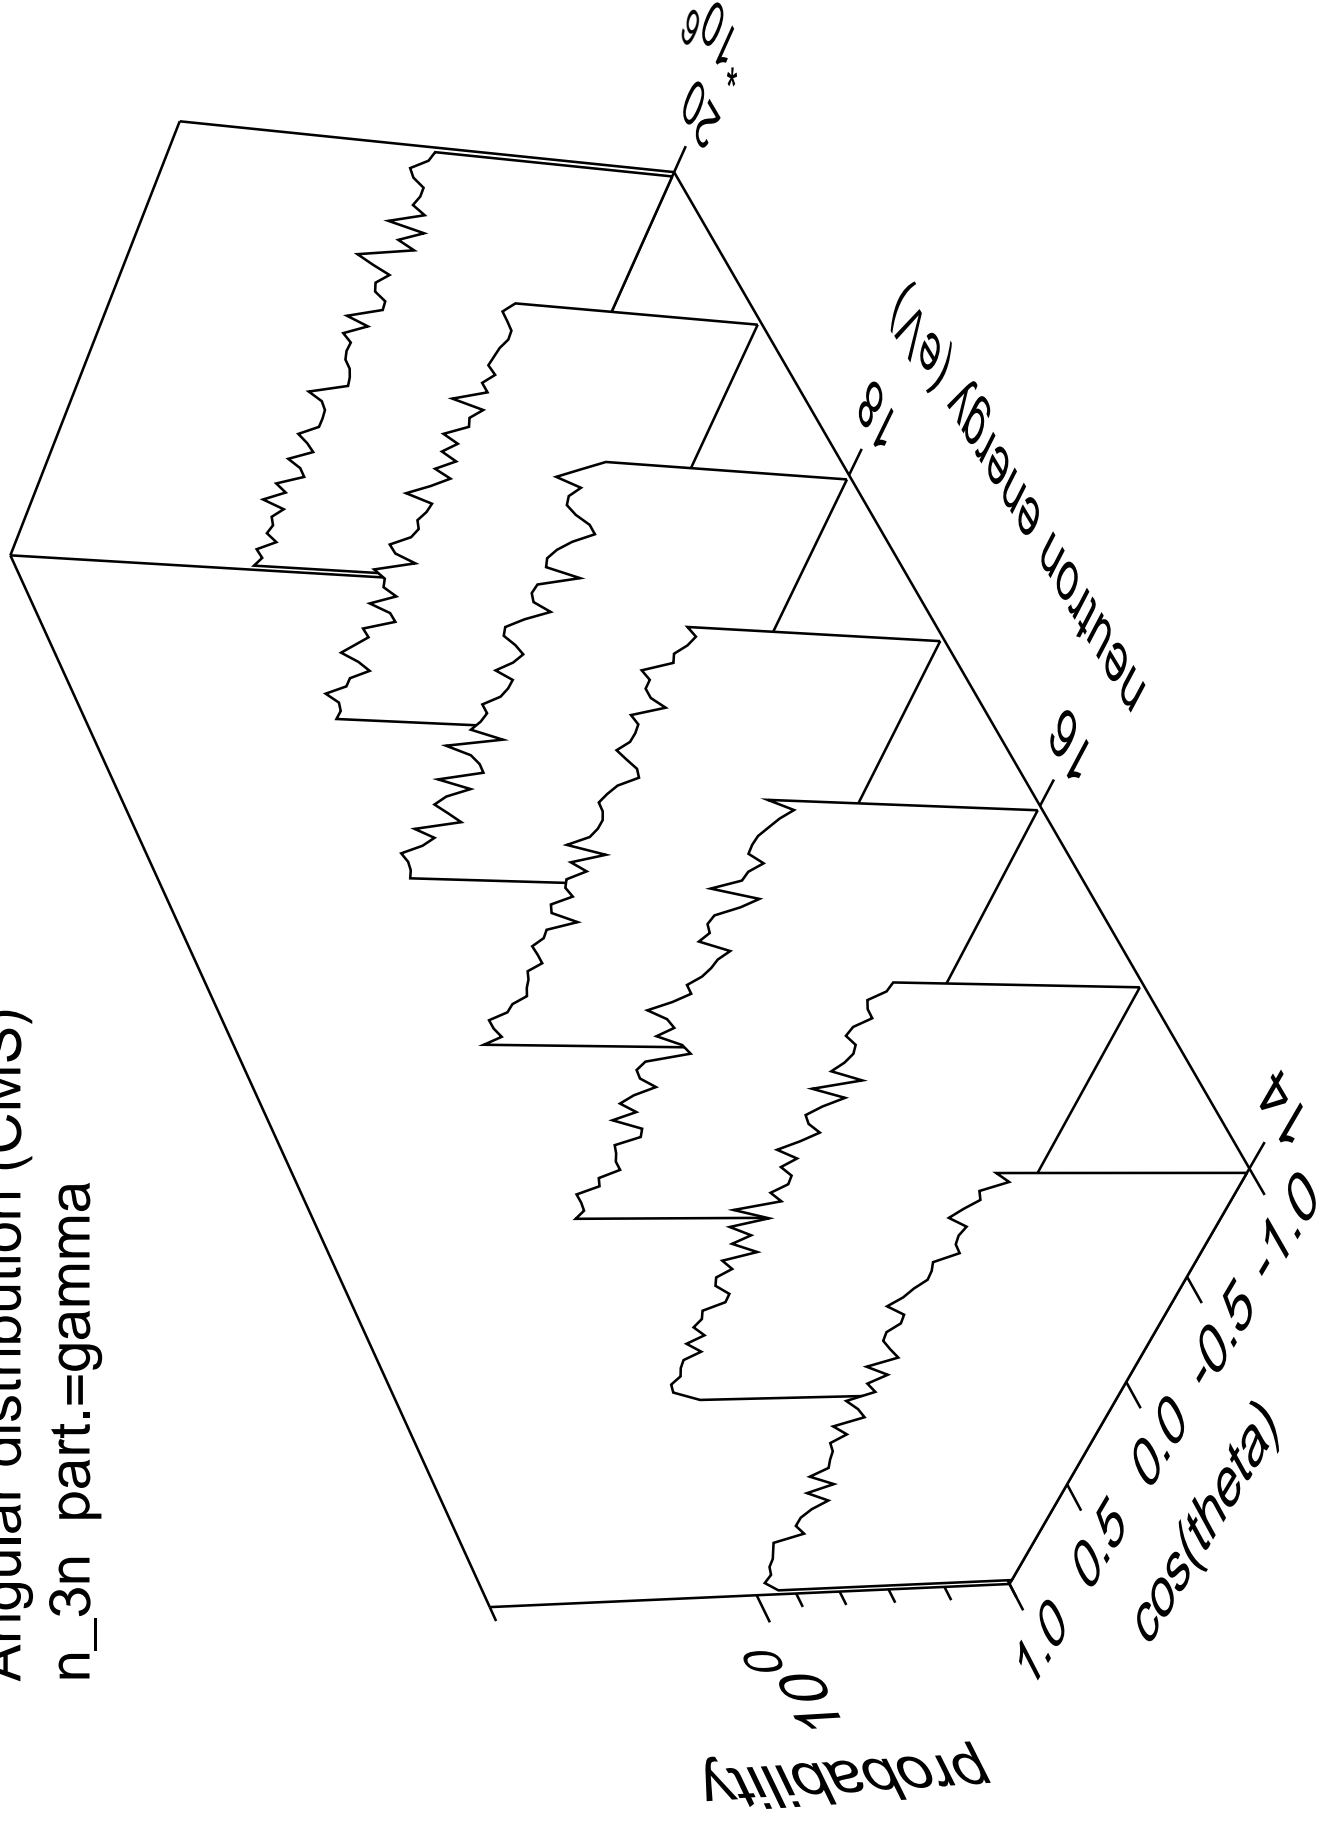 Angular distribution (CMS)
n_3n part.=gamma
probability
10^0
1.0 0.5 0.0 -0.5 -1.0
cos(theta)
14 16 18 20
*10^6
neutron energy (eV)